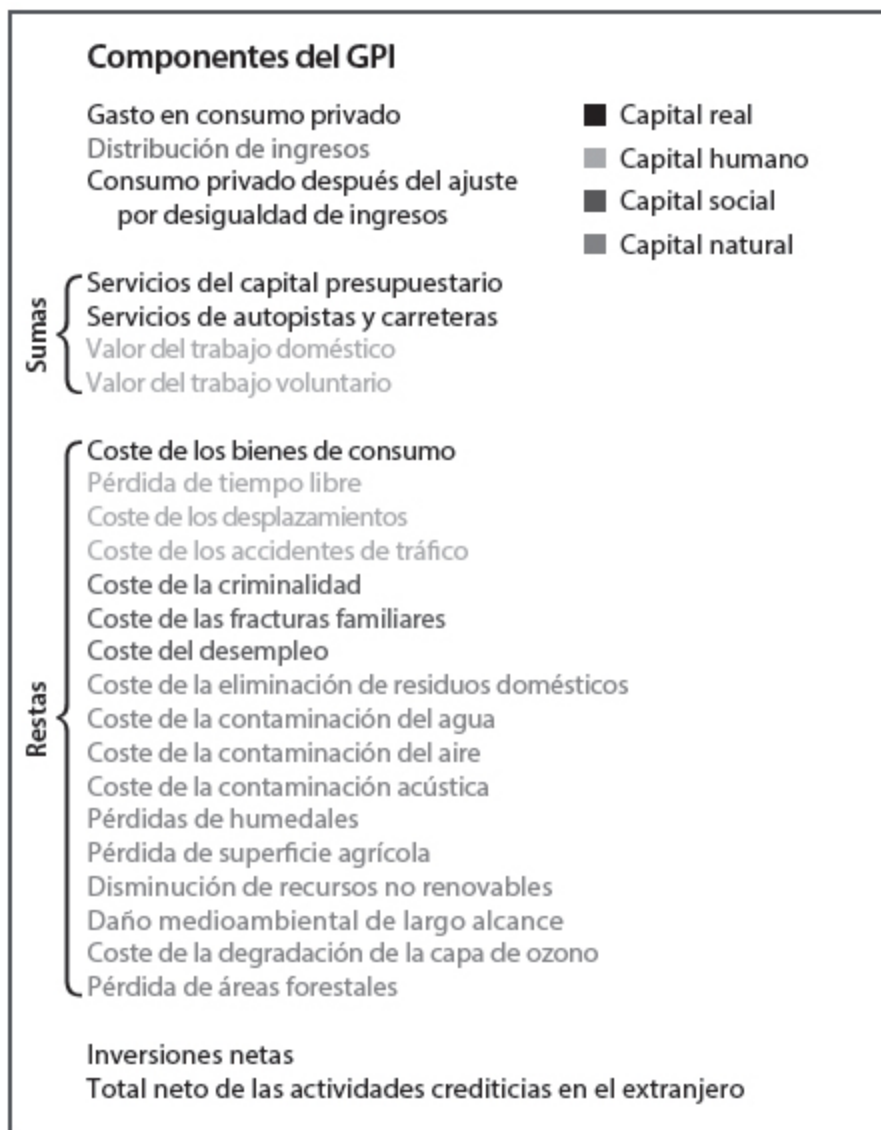 Componentes del GPI
Gasto en consumo privado
Distribución de ingresos
Consumo privado después del ajuste
por desigualdad de ingresos
Capital real
Capital humano
Capital social
Capital natural
Sumas
Servicios del capital presupuestario
Servicios de autopistas y carreteras
Valor del trabajo doméstico
Valor del trabajo voluntario
Restas
Coste de los bienes de consumo
Pérdida de tiempo libre
Coste de los desplazamientos
Coste de los accidentes de tráfico
Coste de la criminalidad
Coste de las fracturas familiares
Coste del desempleo
Coste de la eliminación de residuos domésticos
Coste de la contaminación del agua
Coste de la contaminación del aire
Coste de la contaminación acústica
Pérdidas de humedales
Pérdida de superficie agrícola
Disminución de recursos no renovables
Daño medioambiental de largo alcance
Coste de la degradación de la capa de ozono
Pérdida de áreas forestales
Inversiones netas
Total neto de las actividades crediticias en el extranjero